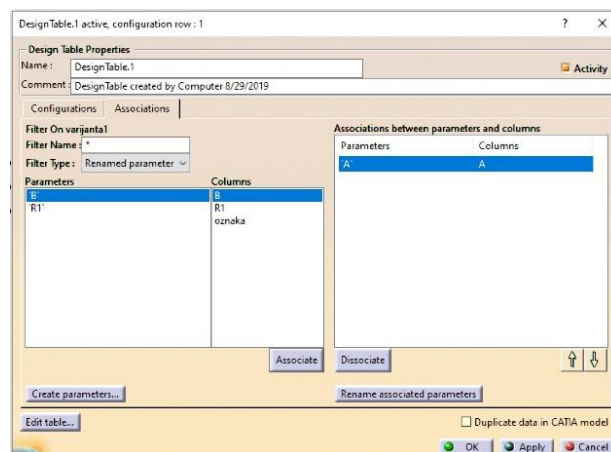 DesignTable.1 active, configuration row : 1
? X
Design Table Properties
Name : DesignTable.1
Activity
Comment : DesignTable created by Computer 8/29/2019
Configurations Associations
Filter On varijanta1
Filter Name : *
Filter Type : Renamed parameter
Parameters Columns
`B` B
`R1` R1
oznaka
Associate
Create parameters...
Associations between parameters and columns
Parameters Columns
`A` A
Dissociate
Rename associated parameters
Edit table...
Duplicate data in CATIA model
OK Apply Cancel